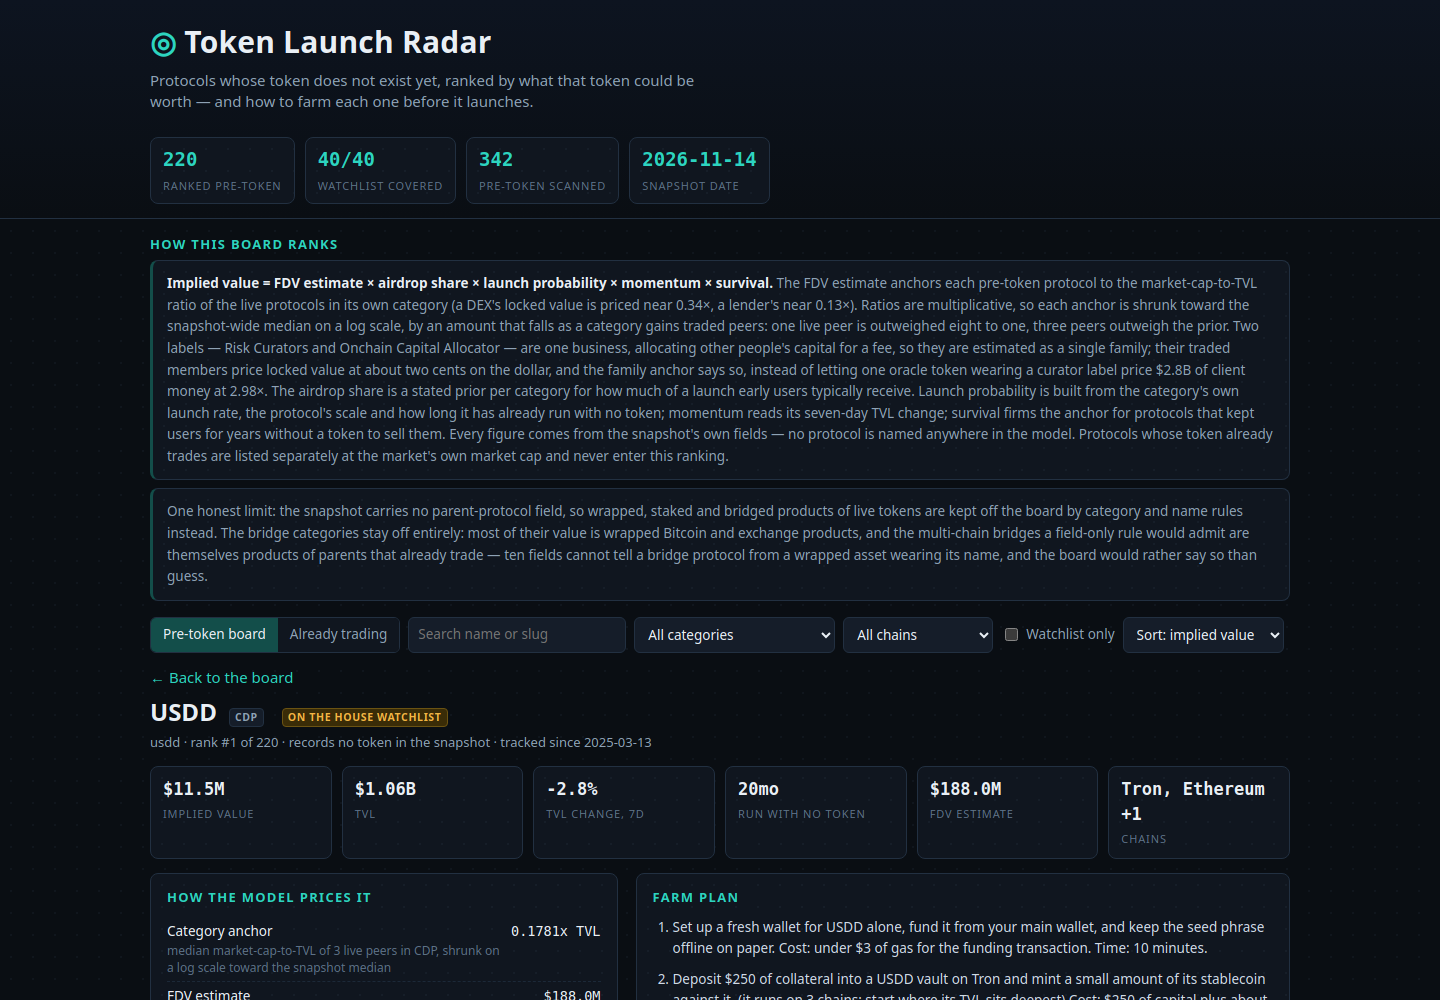 ◎ Token Launch Radar
Protocols whose token does not exist yet, ranked by what that token could be
worth — and how to farm each one before it launches.
220
RANKED PRE-TOKEN
40/40
WATCHLIST COVERED
342
PRE-TOKEN SCANNED
2026-11-14
SNAPSHOT DATE
HOW THIS BOARD RANKS
Implied value = FDV estimate × airdrop share × launch probability × momentum × survival. The FDV estimate anchors each pre-token protocol to the market-cap-to-TVL
ratio of the live protocols in its own category (a DEX's locked value is priced near 0.34×, a lender's near 0.13×). Ratios are multiplicative, so each anchor is shrunk toward the
snapshot-wide median on a log scale, by an amount that falls as a category gains traded peers: one live peer is outweighed eight to one, three peers outweigh the prior. Two
labels — Risk Curators and Onchain Capital Allocator — are one business, allocating other people's capital for a fee, so they are estimated as a single family; their traded
members price locked value at about two cents on the dollar, and the family anchor says so, instead of letting one oracle token wearing a curator label price $2.8B of client
money at 2.98×. The airdrop share is a stated prior per category for how much of a launch early users typically receive. Launch probability is built from the category's own
launch rate, the protocol's scale and how long it has already run with no token; momentum reads its seven-day TVL change; survival firms the anchor for protocols that kept
users for years without a token to sell them. Every figure comes from the snapshot's own fields — no protocol is named anywhere in the model. Protocols whose token already
trades are listed separately at the market's own market cap and never enter this ranking.
One honest limit: the snapshot carries no parent-protocol field, so wrapped, staked and bridged products of live tokens are kept off the board by category and name rules
instead. The bridge categories stay off entirely: most of their value is wrapped Bitcoin and exchange products, and the multi-chain bridges a field-only rule would admit are
themselves products of parents that already trade — ten fields cannot tell a bridge protocol from a wrapped asset wearing its name, and the board would rather say so than
guess.
Pre-token board
Already trading
Search name or slug
All categories
All chains
Watchlist only
Sort: implied value
← Back to the board
USDD CDP ON THE HOUSE WATCHLIST
usdd · rank #1 of 220 · records no token in the snapshot · tracked since 2025-03-13
$11.5M
IMPLIED VALUE
$1.06B
TVL
-2.8%
TVL CHANGE, 7D
20mo
RUN WITH NO TOKEN
$188.0M
FDV ESTIMATE
Tron, Ethereum
+1
CHAINS
HOW THE MODEL PRICES IT
Category anchor 0.1781x TVL
median market-cap-to-TVL of 3 live peers in CDP, shrunk on
a log scale toward the snapshot median
FDV estimate $188.0M
FARM PLAN
1. Set up a fresh wallet for USDD alone, fund it from your main wallet, and keep the seed phrase
offline on paper. Cost: under $3 of gas for the funding transaction. Time: 10 minutes.
2. Deposit $250 of collateral into a USDD vault on Tron and mint a small amount of its stablecoin
against it. (it runs on 3 chains; start where its TVL sits deepest) Cost: $250 of capital plus about